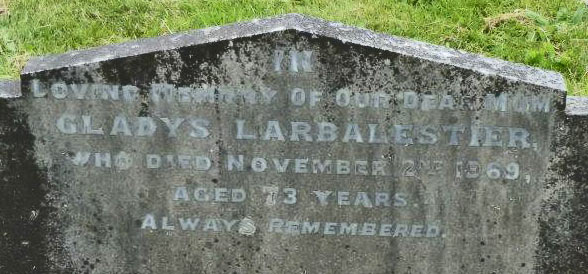 IN
LOVING MEMORY OF OUR DEAR MUM
GLADYS LARBALESTIER,
WHO DIED NOVEMBER 2ND 1969,
AGED 73 YEARS.
ALWAYS REMEMBERED.